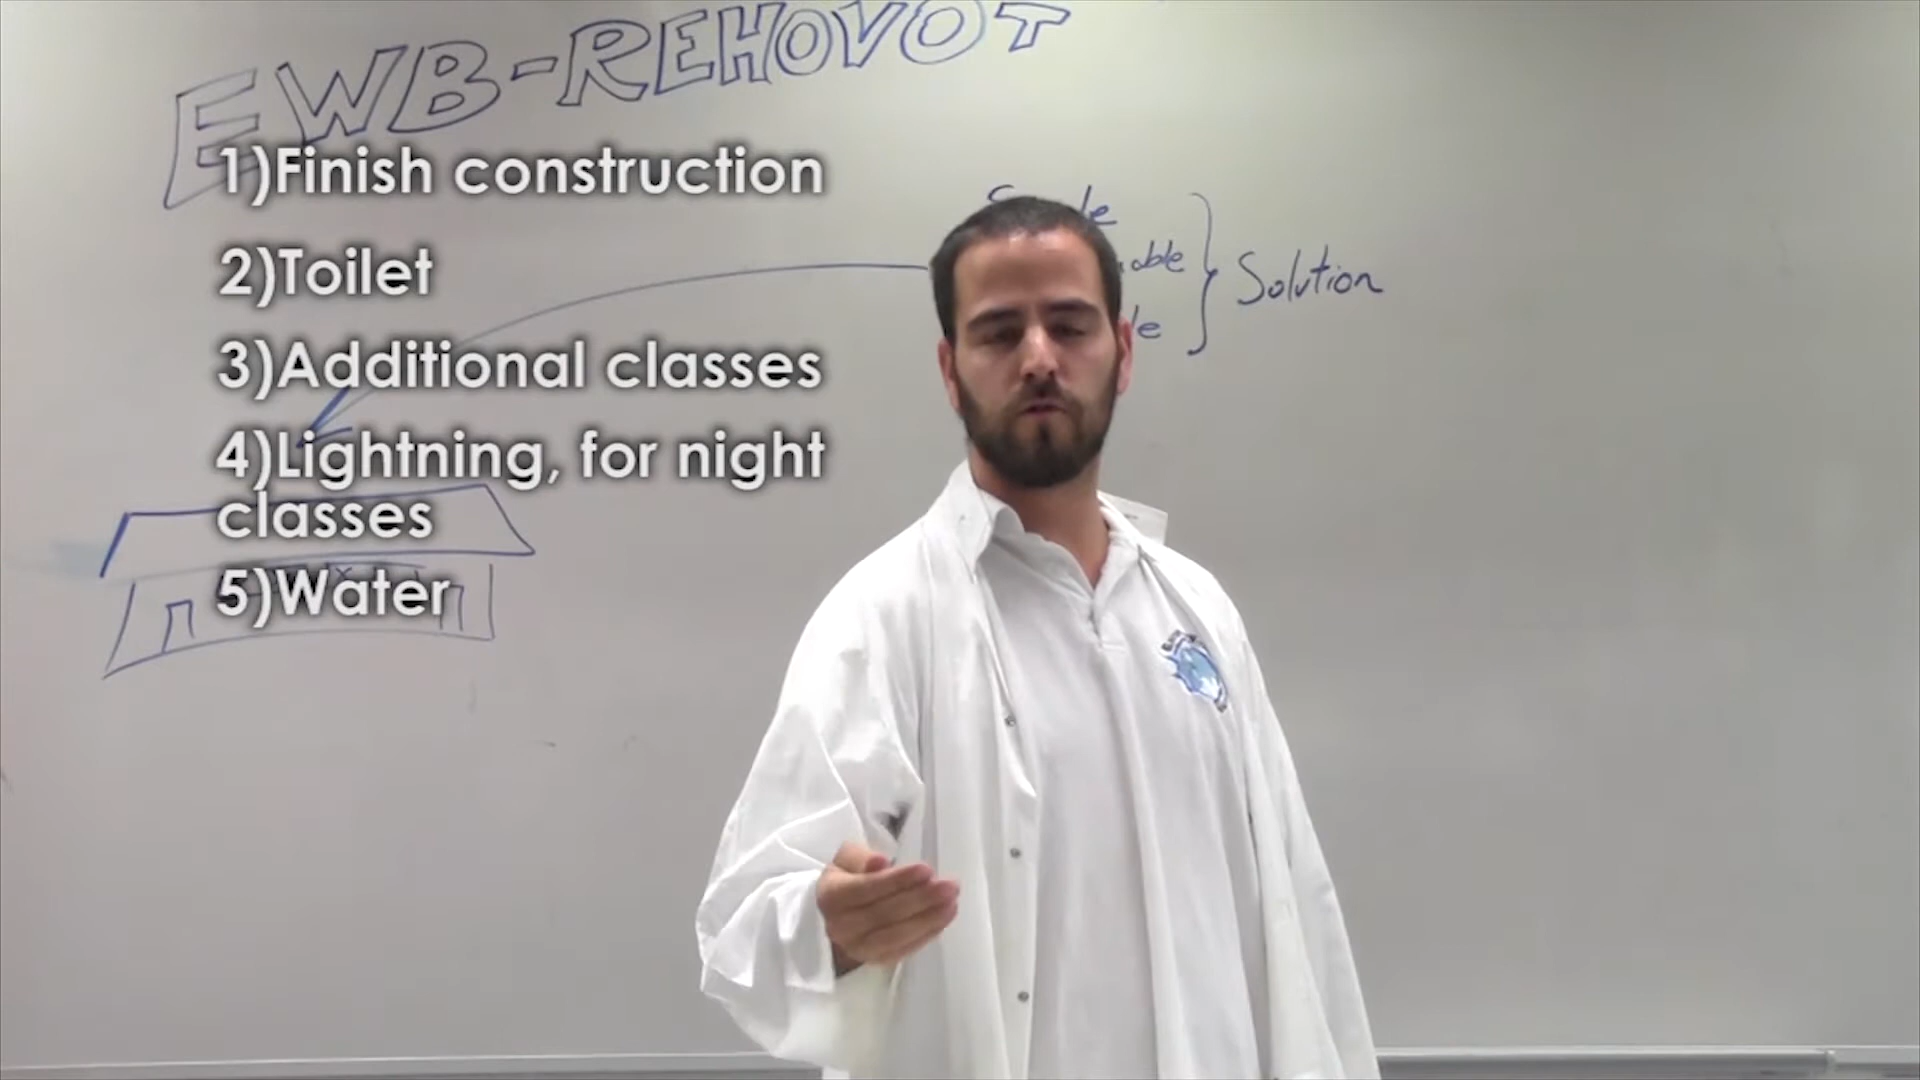 EWB-REHOVOT
1)Finish construction
2)Toilet
3)Additional classes
4)Lightning, for night
classes
5)Water
Solution